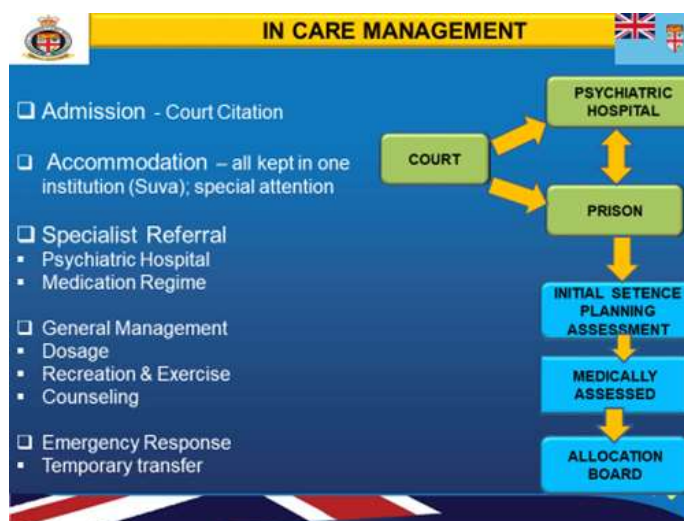 IN CARE MANAGEMENT
Admission - Court Citation
Accommodation – all kept in one
institution (Suva); special attention
Specialist Referral
Psychiatric Hospital
Medication Regime
General Management
Dosage
Recreation & Exercise
Counseling
Emergency Response
Temporary transfer
COURT
PSYCHIATRIC
HOSPITAL
PRISON
INITIAL SETENCE
PLANNING
ASSESSMENT
MEDICALLY
ASSESSED
ALLOCATION
BOARD